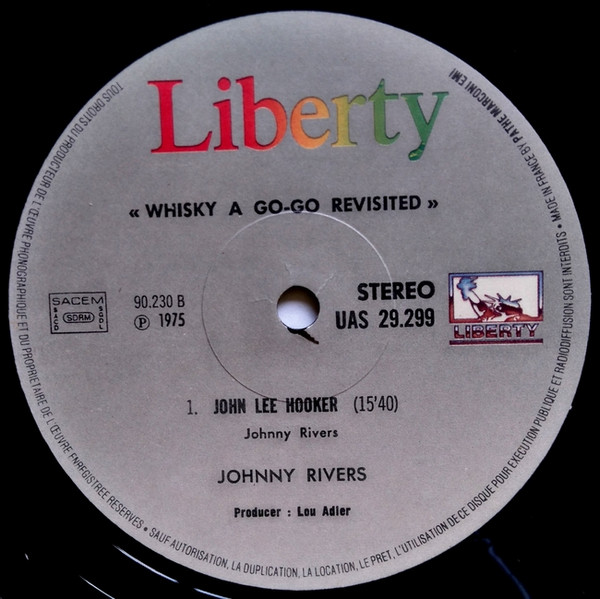 Liberty
« WHISKY A GO-GO REVISITED »
SACEM
SACD SDRM SGDL
90.230 B
Ⓟ 1975
STEREO
UAS 29.299
LIBERTY
1. JOHN LEE HOOKER (15'40)
Johnny Rivers
JOHNNY RIVERS
Producer : Lou Adler
TOUS DROITS DU PRODUCTEUR DE L'ŒUVRE PHONOGRAPHIQUE ET DU PROPRIETAIRE DE L'ŒUVRE ENREGISTREE RESERVES • SAUF AUTORISATION, LA DUPLICATION, LA LOCATION, LE PRET, L'UTILISATION DE CE DISQUE POUR EXECUTION PUBLIQUE ET RADIODIFFUSION SONT INTERDITS • MADE IN FRANCE BY PATHE MARCONI EMI